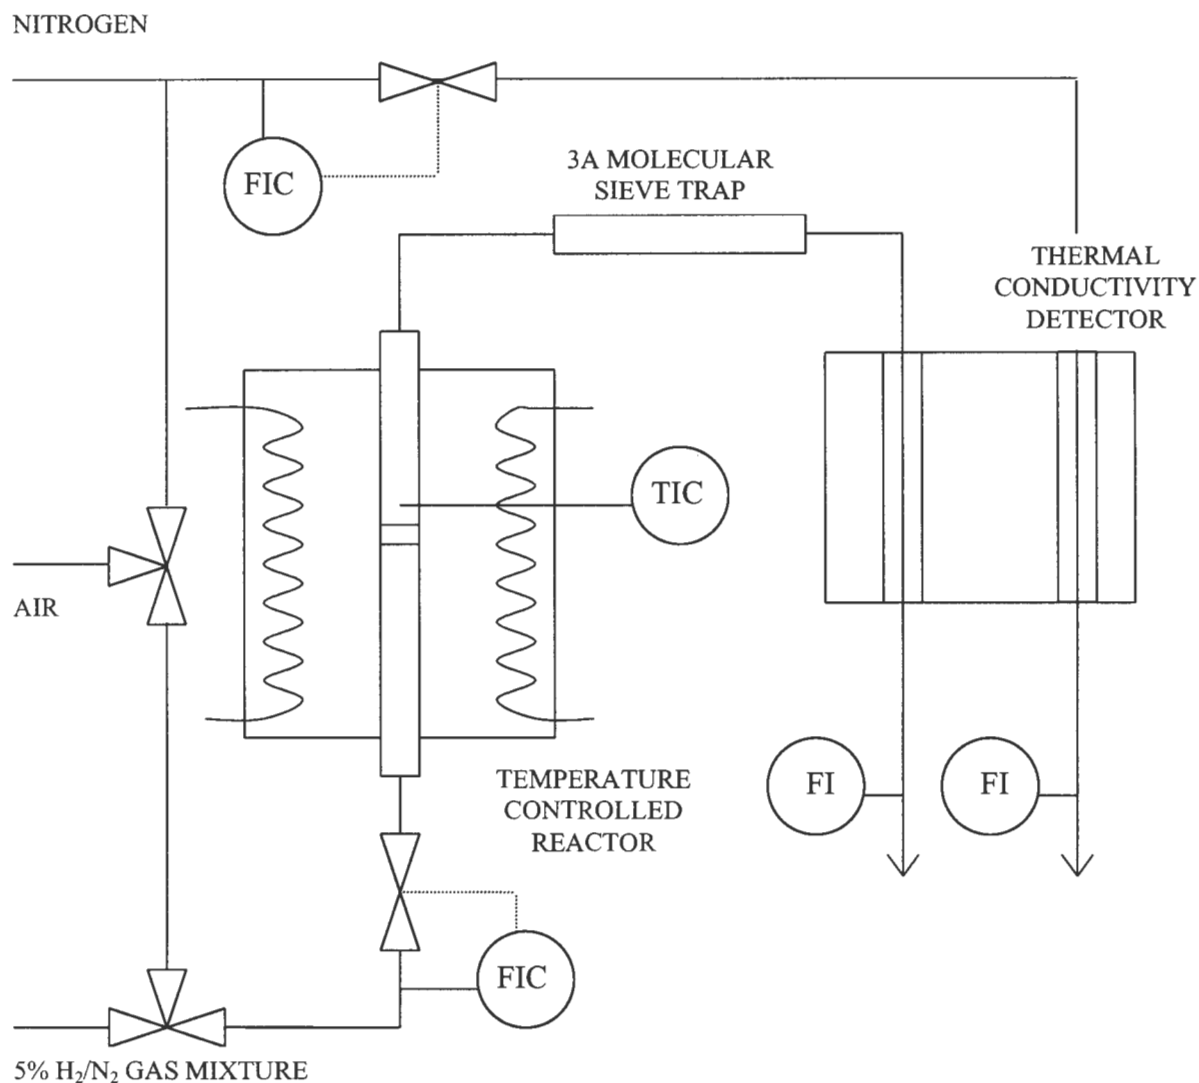 NITROGEN
FIC
3A MOLECULAR
SIEVE TRAP
THERMAL
CONDUCTIVITY
DETECTOR
TIC
AIR
TEMPERATURE
CONTROLLED
REACTOR
FI
FI
FIC
5% H₂/N₂ GAS MIXTURE